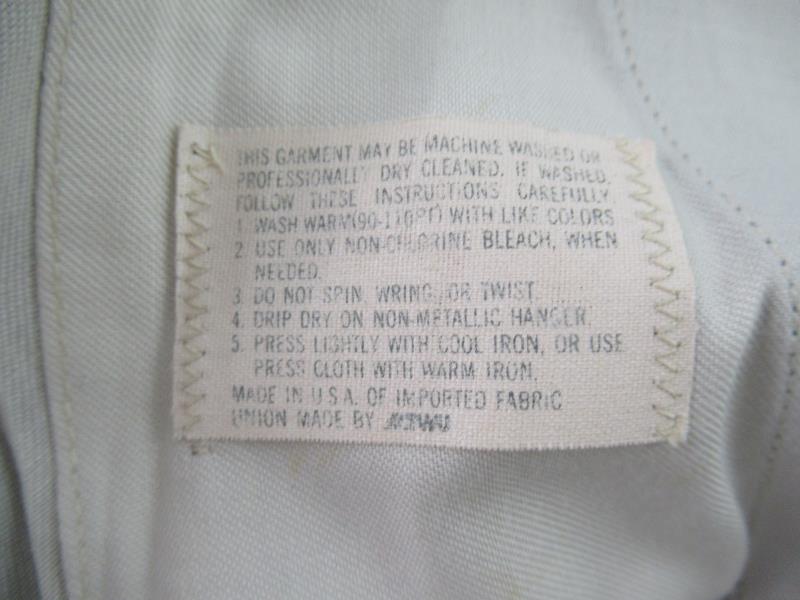 THIS GARMENT MAY BE MACHINE WASHED OR
PROFESSIONALLY DRY CLEANED. IF WASHED,
FOLLOW THESE INSTRUCTIONS CAREFULLY
1. WASH WARM (90-110°F) WITH LIKE COLORS
2. USE ONLY NON-CHLORINE BLEACH, WHEN
NEEDED.
3. DO NOT SPIN, WRING, OR TWIST.
4. DRIP DRY ON NON-METALLIC HANGER.
5. PRESS LIGHTLY WITH COOL IRON, OR USE
PRESS CLOTH WITH WARM IRON.
MADE IN U.S.A. OF IMPORTED FABRIC
UNION MADE BY ACTWU